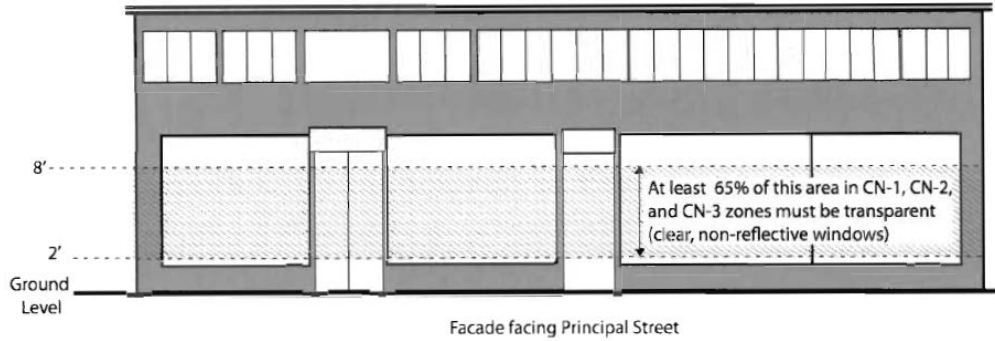 8'
At least 65% of this area in CN-1, CN-2,
and CN-3 zones must be transparent
(clear, non-reflective windows)
2'
Ground
Level
Facade facing Principal Street